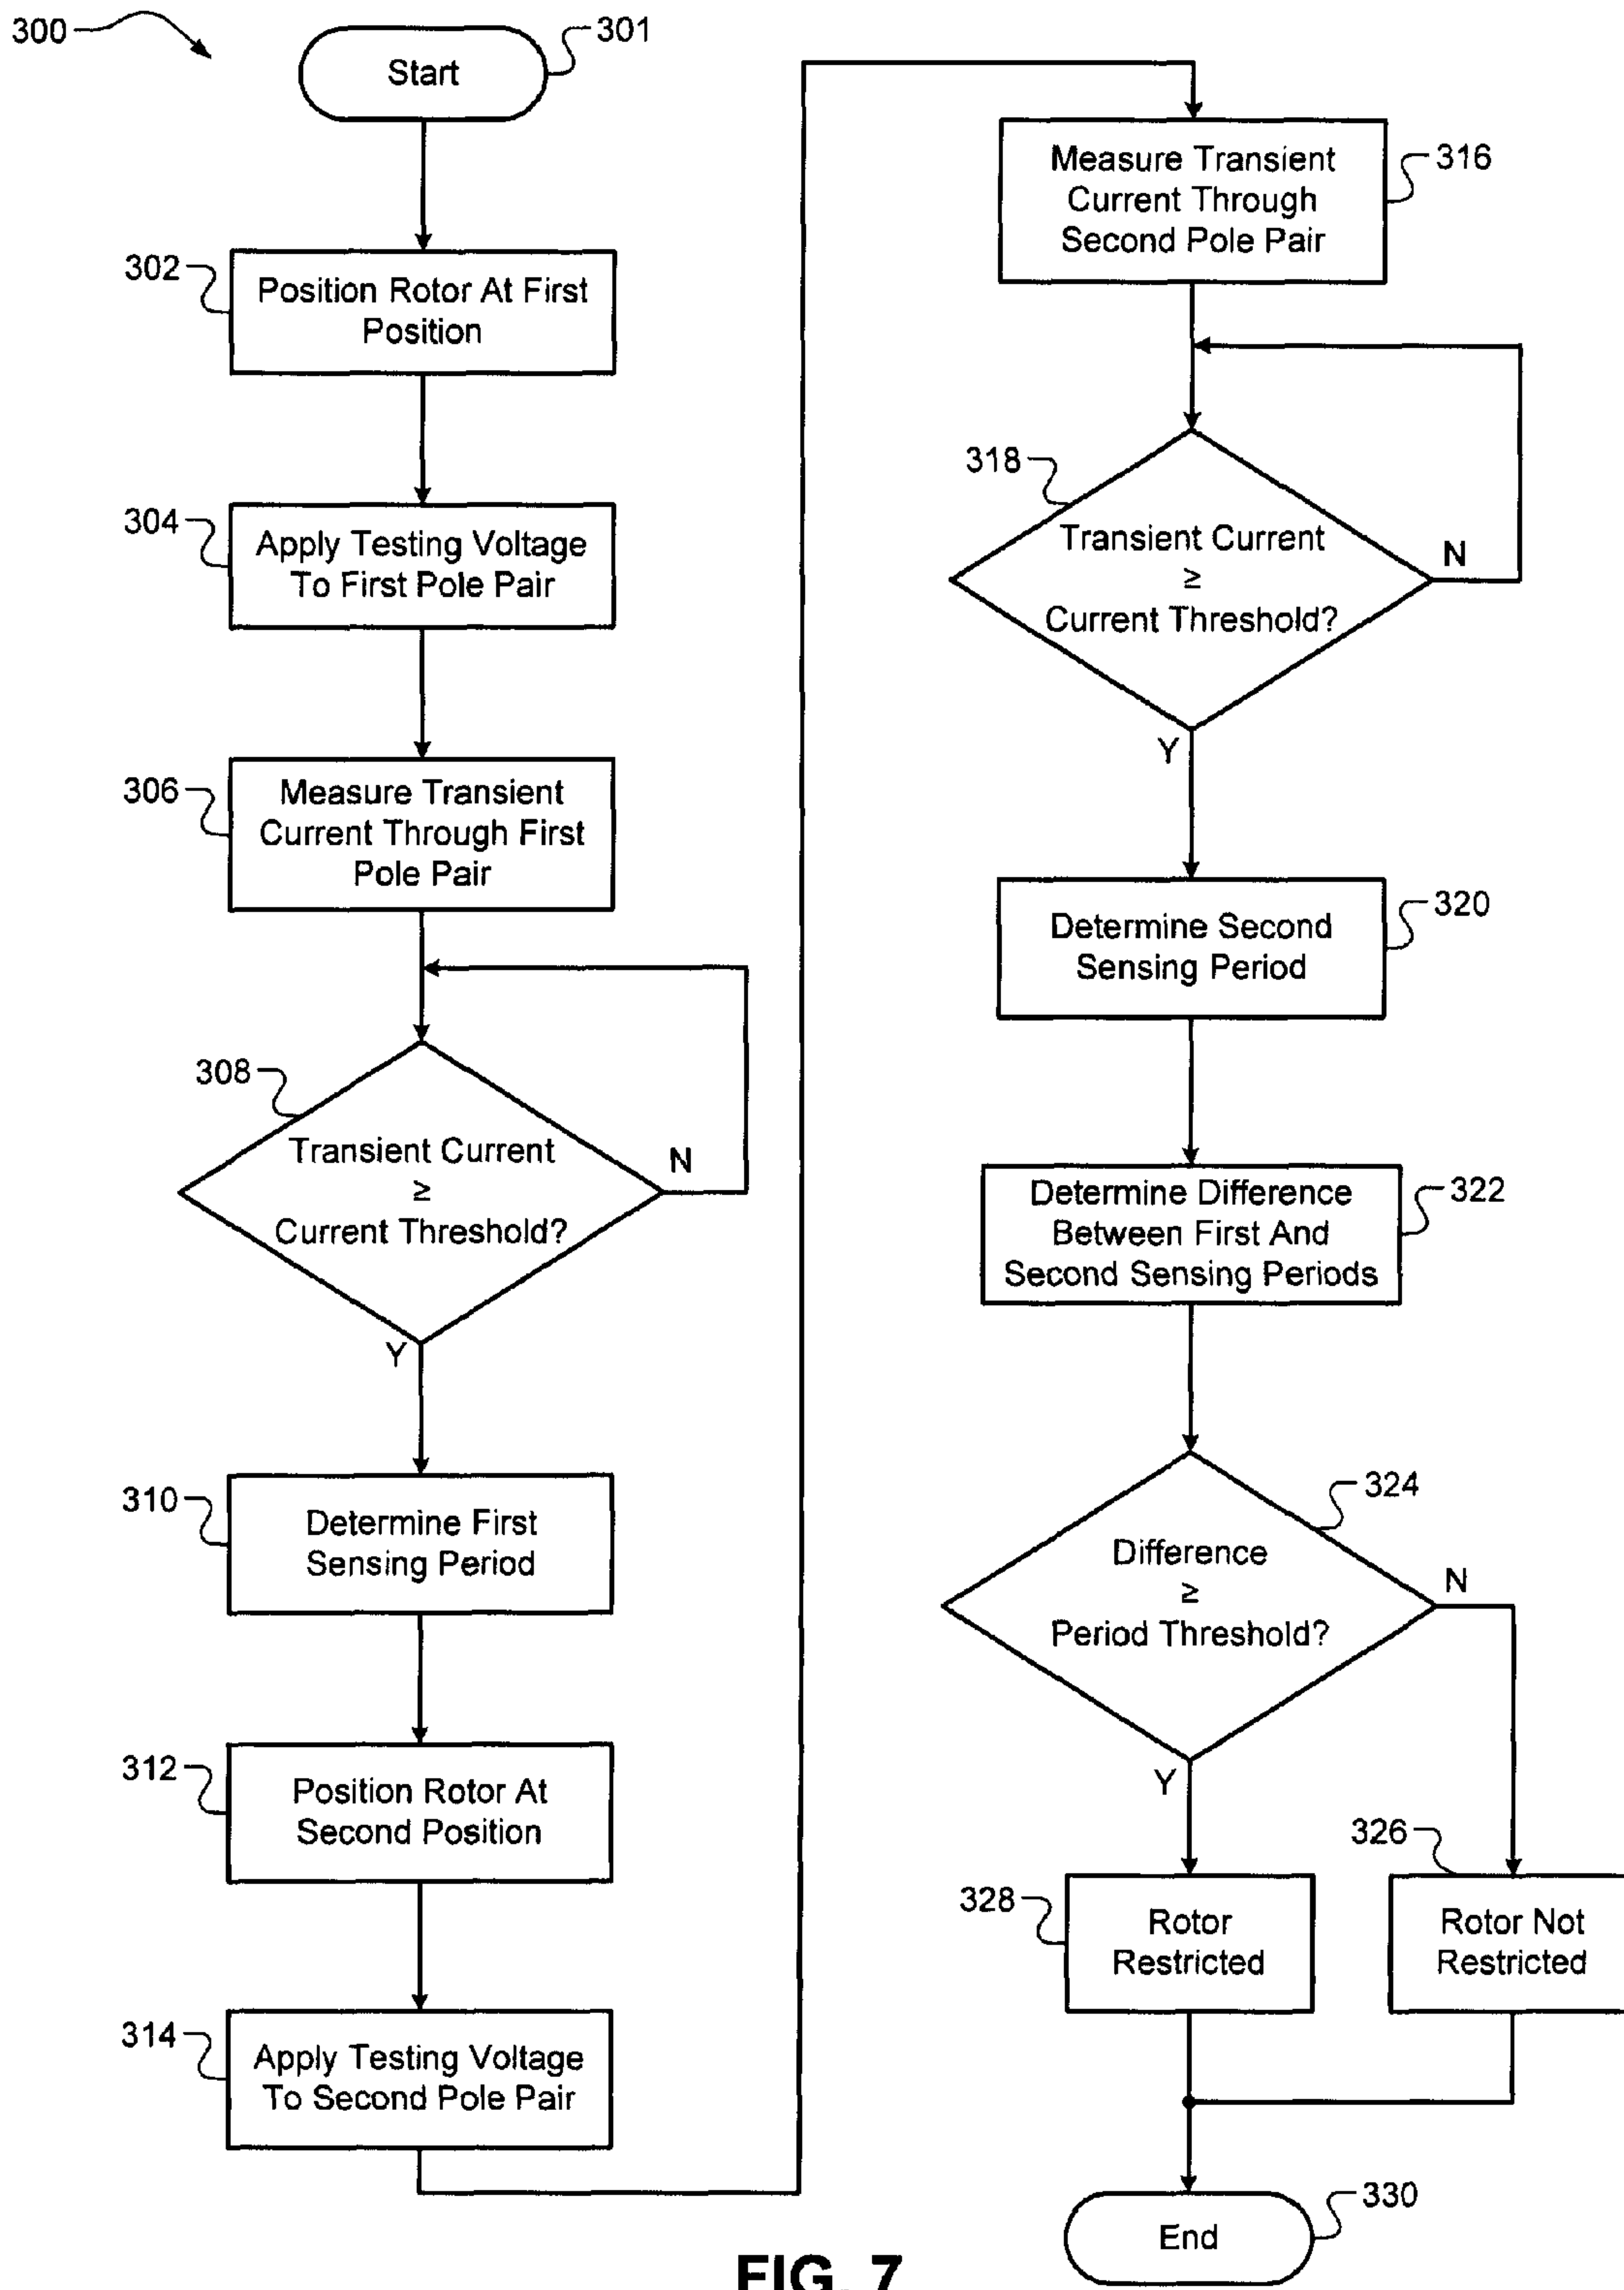 300
Start
301
302
Position Rotor At First
Position
304
Apply Testing Voltage
To First Pole Pair
306
Measure Transient
Current Through First
Pole Pair
308
Transient Current
≥
Current Threshold?
N
Y
310
Determine First
Sensing Period
312
Position Rotor At
Second Position
314
Apply Testing Voltage
To Second Pole Pair
Measure Transient
Current Through
Second Pole Pair
316
318
Transient Current
≥
Current Threshold?
N
Y
Determine Second
Sensing Period
320
Determine Difference
Between First And
Second Sensing Periods
322
324
Difference
≥
Period Threshold?
N
Y
328
Rotor
Restricted
326
Rotor Not
Restricted
End
330
FIG. 7